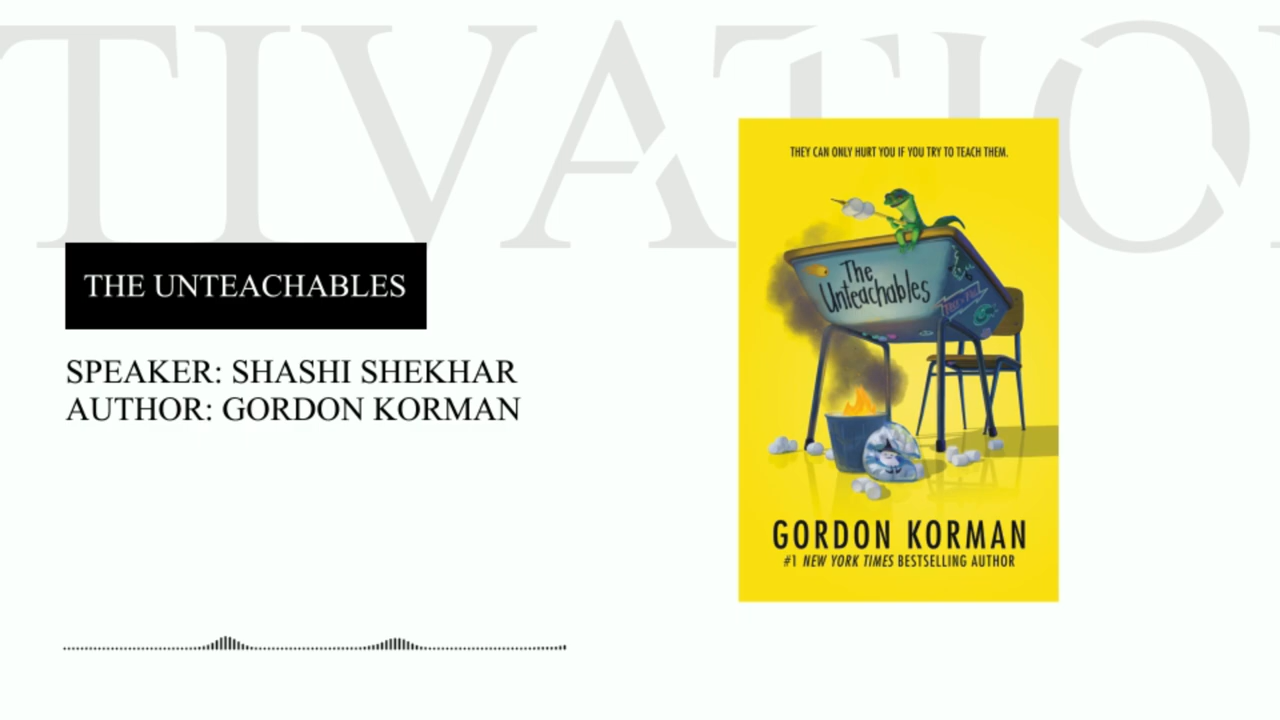 TIVATIO
THE UNTEACHABLES
SPEAKER: SHASHI SHEKHAR
AUTHOR: GORDON KORMAN
THEY CAN ONLY HURT YOU IF YOU TRY TO TEACH THEM.
The
Unteachables
GORDON KORMAN
#1 NEW YORK TIMES BESTSELLING AUTHOR